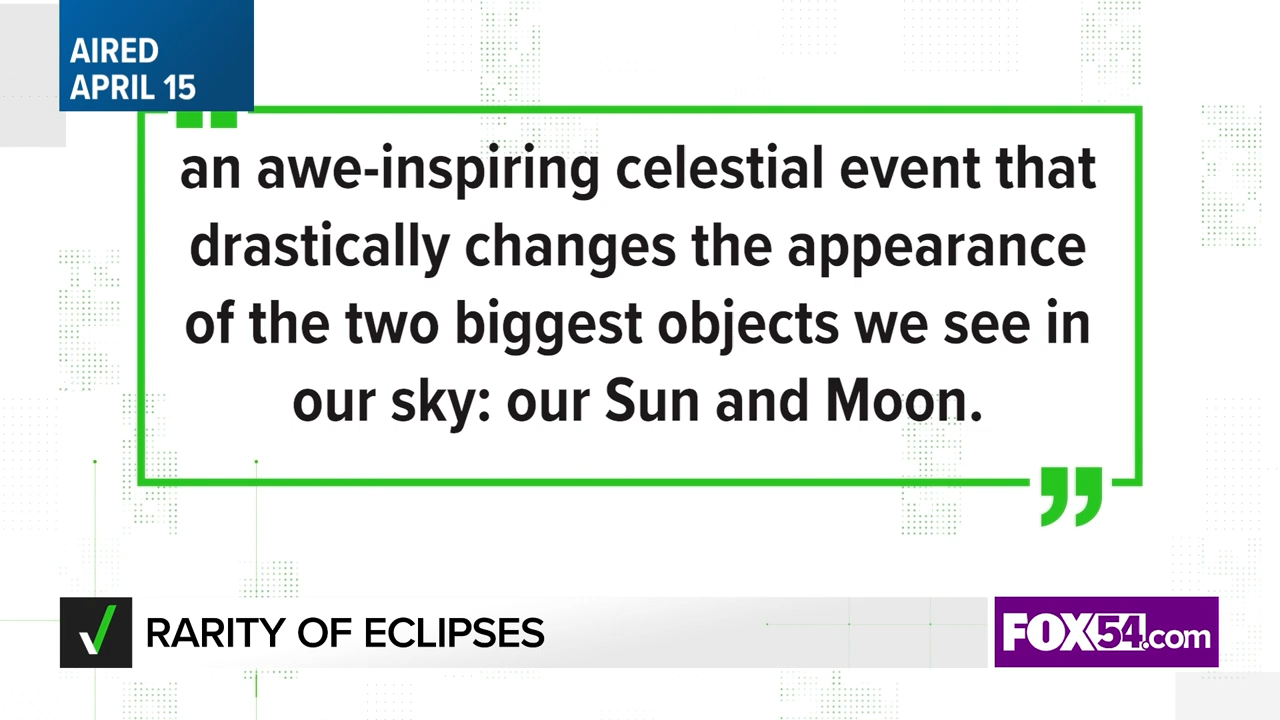 AIRED
APRIL 15
an awe-inspiring celestial event that
drastically changes the appearance
of the two biggest objects we see in
our sky: our Sun and Moon.
”
RARITY OF ECLIPSES
FOX54.com